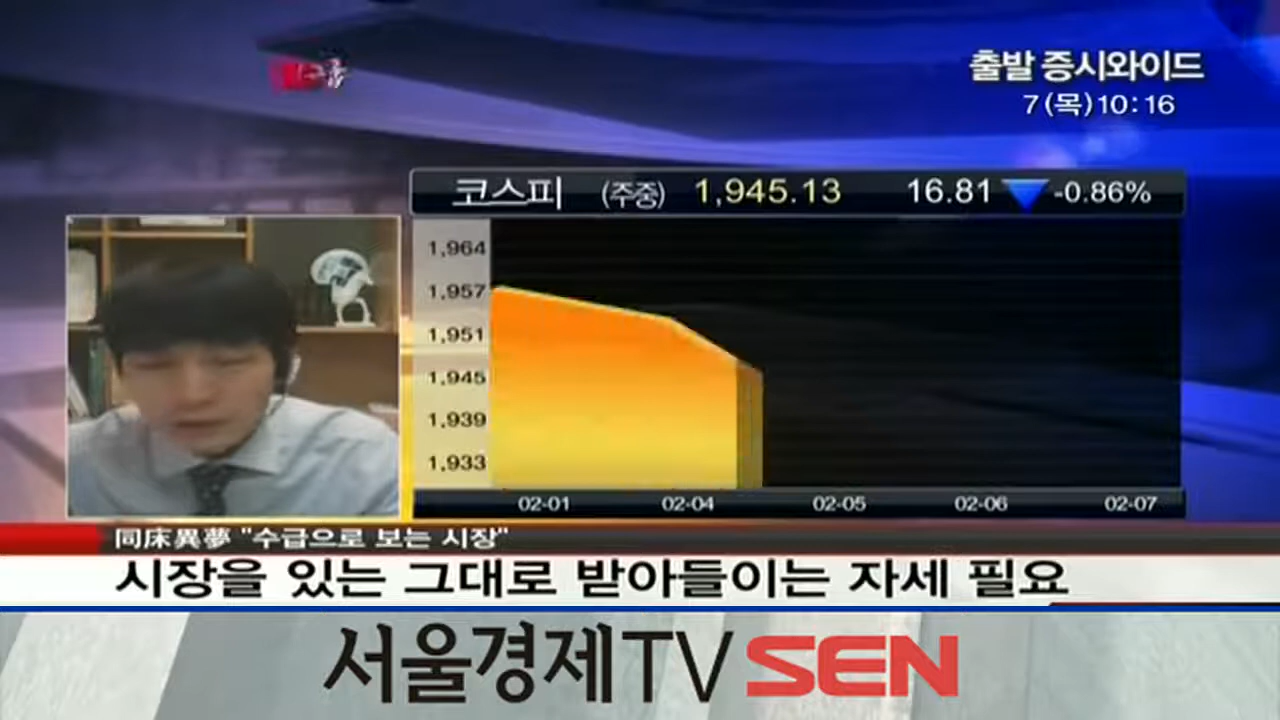 출발 증시와이드
7(목)10:16
코스피 (주중) 1,945.13 16.81 ▼ -0.86%
1,964
1,957
1,951
1,945
1,939
1,933
02-01 02-04 02-05 02-06 02-07
同床異夢 "수급으로 보는 시장"
시장을 있는 그대로 받아들이는 자세 필요
서울경제TV SEN